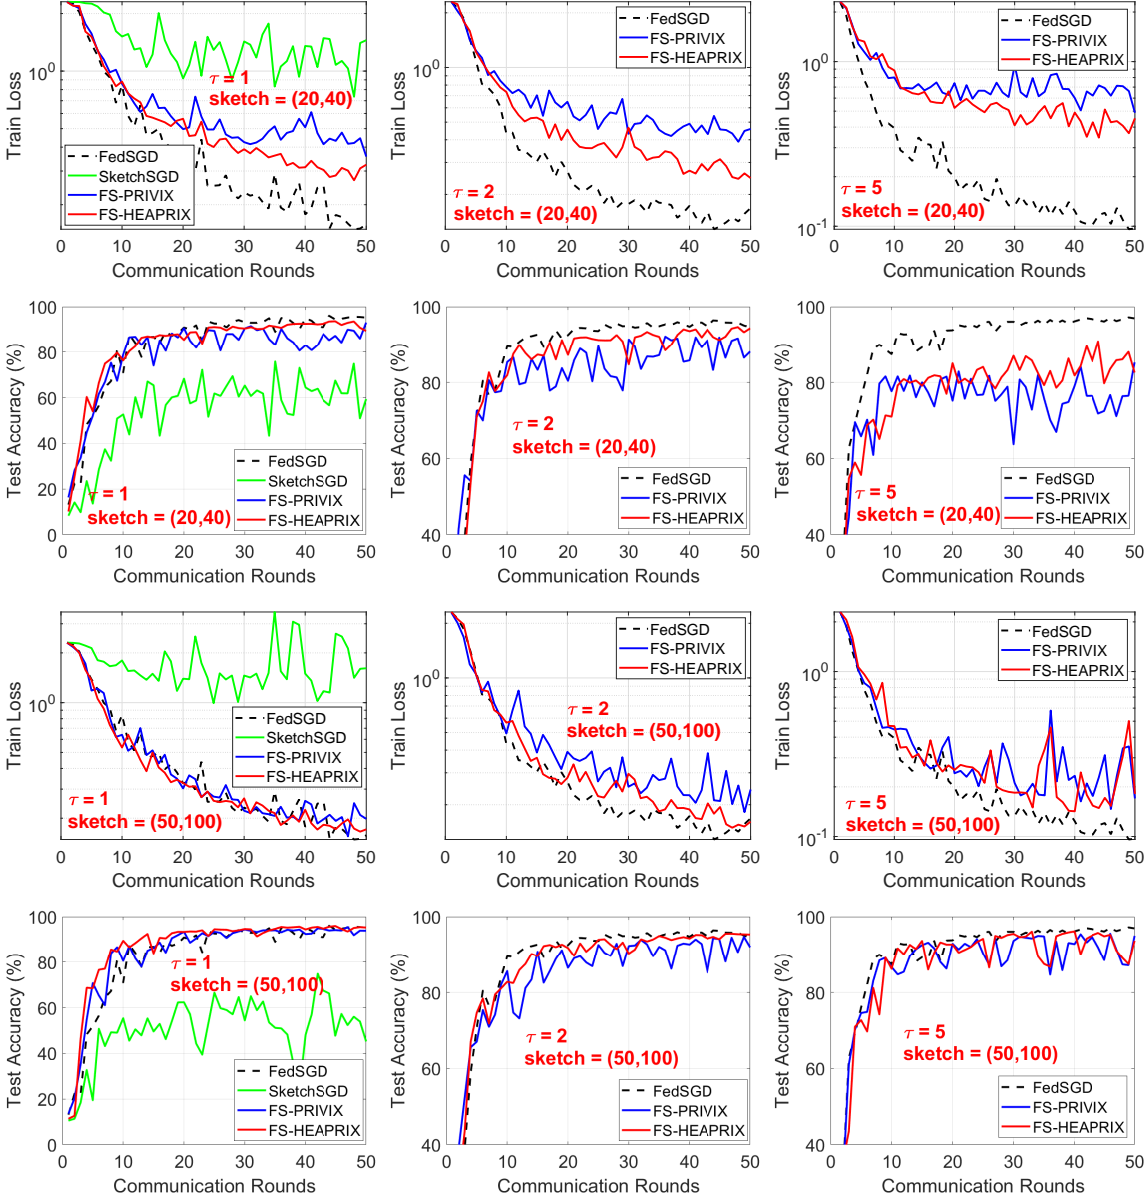 Train Loss
10^0
τ = 1
sketch = (20,40)
FedSGD
SketchSGD
FS-PRIVIX
FS-HEAPRIX
0 10 20 30 40 50
Communication Rounds
Train Loss
10^0
FedSGD
FS-PRIVIX
FS-HEAPRIX
τ = 2
sketch = (20,40)
0 10 20 30 40 50
Communication Rounds
Train Loss
10^0
10^-1
FedSGD
FS-PRIVIX
FS-HEAPRIX
τ = 5
sketch = (20,40)
0 10 20 30 40 50
Communication Rounds
Test Accuracy (%)
100
80
60
40
20
0
FedSGD
SketchSGD
FS-PRIVIX
FS-HEAPRIX
τ = 1
sketch = (20,40)
0 10 20 30 40 50
Communication Rounds
Test Accuracy (%)
100
80
60
40
τ = 2
sketch = (20,40)
FedSGD
FS-PRIVIX
FS-HEAPRIX
0 10 20 30 40 50
Communication Rounds
Test Accuracy (%)
100
80
60
40
FedSGD
FS-PRIVIX
FS-HEAPRIX
τ = 5
sketch = (20,40)
0 10 20 30 40 50
Communication Rounds
Train Loss
10^0
FedSGD
SketchSGD
FS-PRIVIX
FS-HEAPRIX
τ = 1
sketch = (50,100)
0 10 20 30 40 50
Communication Rounds
Train Loss
10^0
FedSGD
FS-PRIVIX
FS-HEAPRIX
τ = 2
sketch = (50,100)
0 10 20 30 40 50
Communication Rounds
Train Loss
10^0
10^-1
FedSGD
FS-PRIVIX
FS-HEAPRIX
τ = 5
sketch = (50,100)
0 10 20 30 40 50
Communication Rounds
Test Accuracy (%)
100
80
60
40
20
0
τ = 1
sketch = (50,100)
FedSGD
SketchSGD
FS-PRIVIX
FS-HEAPRIX
0 10 20 30 40 50
Communication Rounds
Test Accuracy (%)
100
80
60
40
τ = 2
sketch = (50,100)
FedSGD
FS-PRIVIX
FS-HEAPRIX
0 10 20 30 40 50
Communication Rounds
Test Accuracy (%)
100
80
60
40
τ = 5
sketch = (50,100)
FedSGD
FS-PRIVIX
FS-HEAPRIX
0 10 20 30 40 50
Communication Rounds